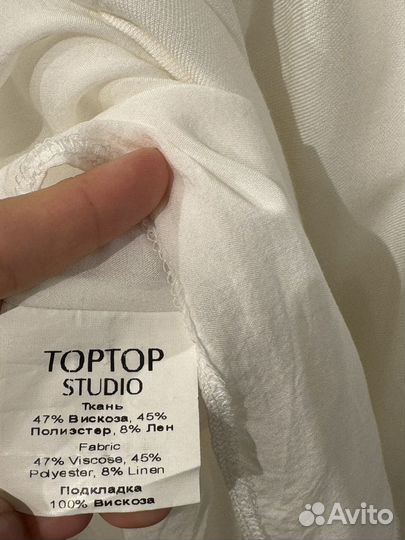 TOPTOP
STUDIO
Ткань
47% Вискоза, 45%
Полиэстер, 8% Лен
Fabric
47% Viscose, 45%
Polyester, 8% Linen
Подкладка
100% Вискоза
Avito